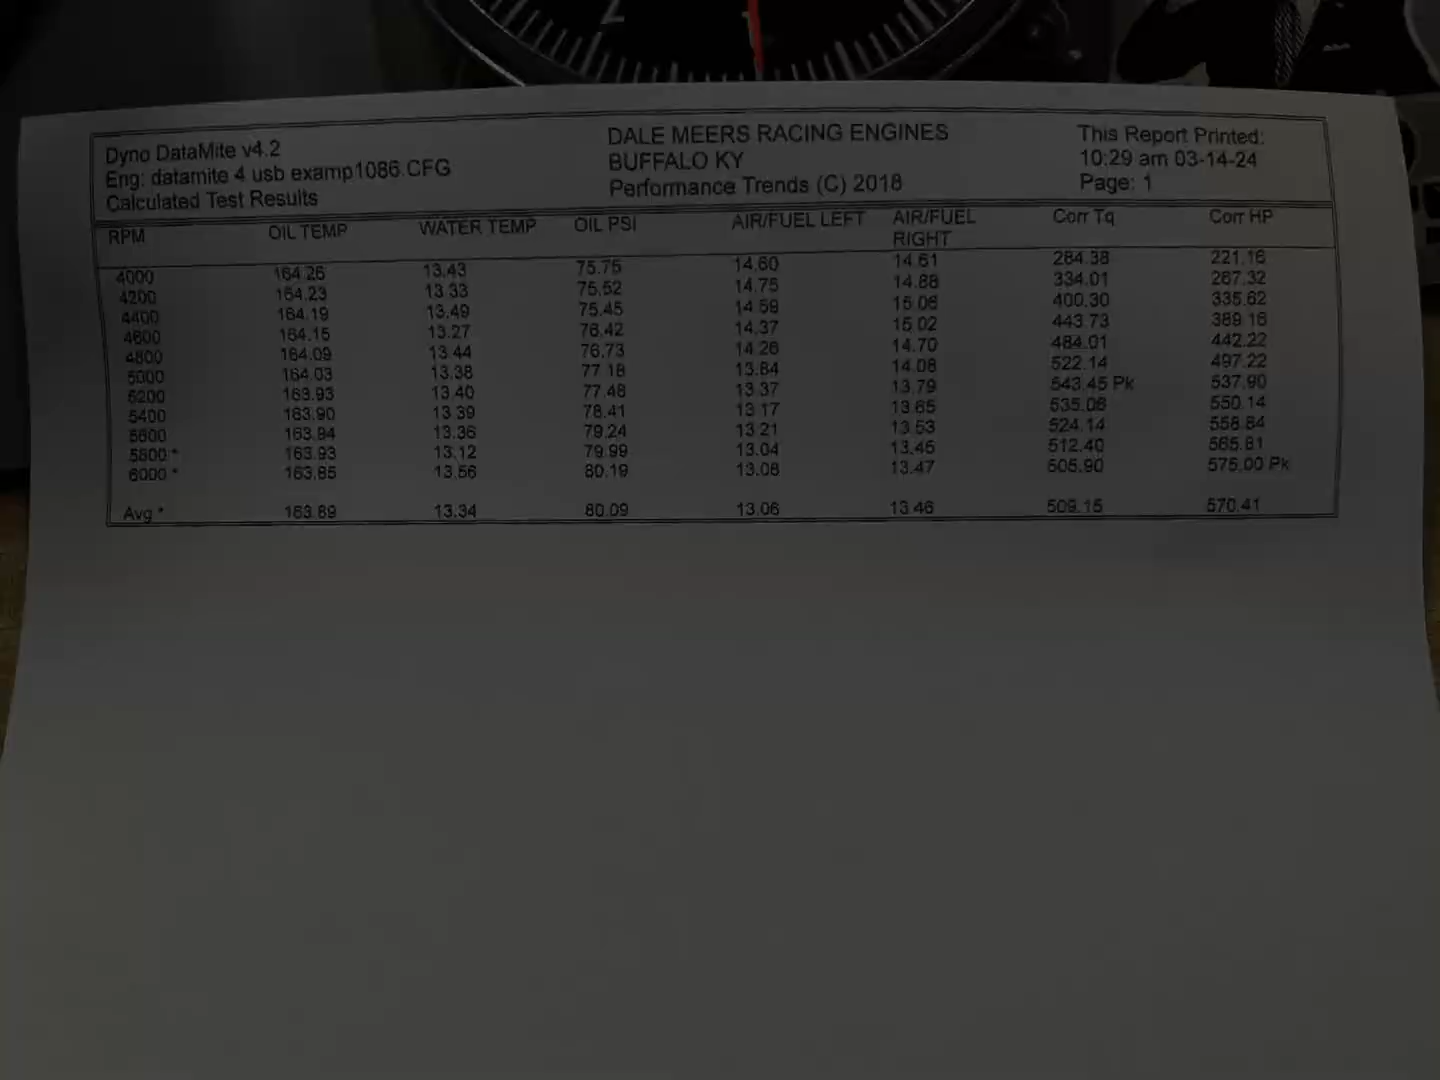 Dyno DataMite v4.2 DALE MEERS RACING ENGINES This Report Printed:
Eng: datamite 4 usb examp1086.CFG BUFFALO KY 10:29 am 03-14-24
Calculated Test Results Performance Trends (C) 2018 Page: 1
RPM OIL TEMP WATER TEMP OIL PSI AIR/FUEL LEFT AIR/FUEL RIGHT Corr Tq Corr HP
4000 164.26 13.43 75.75 14.60 14.61 284.38 221.16
4200 164.23 13.33 75.52 14.75 14.88 334.01 267.32
4400 164.19 13.49 75.45 14.59 15.06 400.30 335.62
4600 164.15 13.27 76.42 14.37 15.02 443.73 389.16
4800 164.09 13.44 76.73 14.26 14.70 484.01 442.22
5000 164.03 13.38 77.18 13.84 14.08 522.14 497.22
5200 163.93 13.40 77.48 13.37 13.79 543.45 Pk 537.90
5400 163.90 13.39 78.41 13.17 13.65 535.06 550.14
5600 163.94 13.36 79.24 13.21 13.53 524.14 558.84
5800 * 163.93 13.12 79.99 13.04 13.45 512.40 565.81
6000 * 163.85 13.56 80.19 13.08 13.47 505.90 575.00 Pk
Avg * 163.89 13.34 80.09 13.06 13.46 509.15 570.41